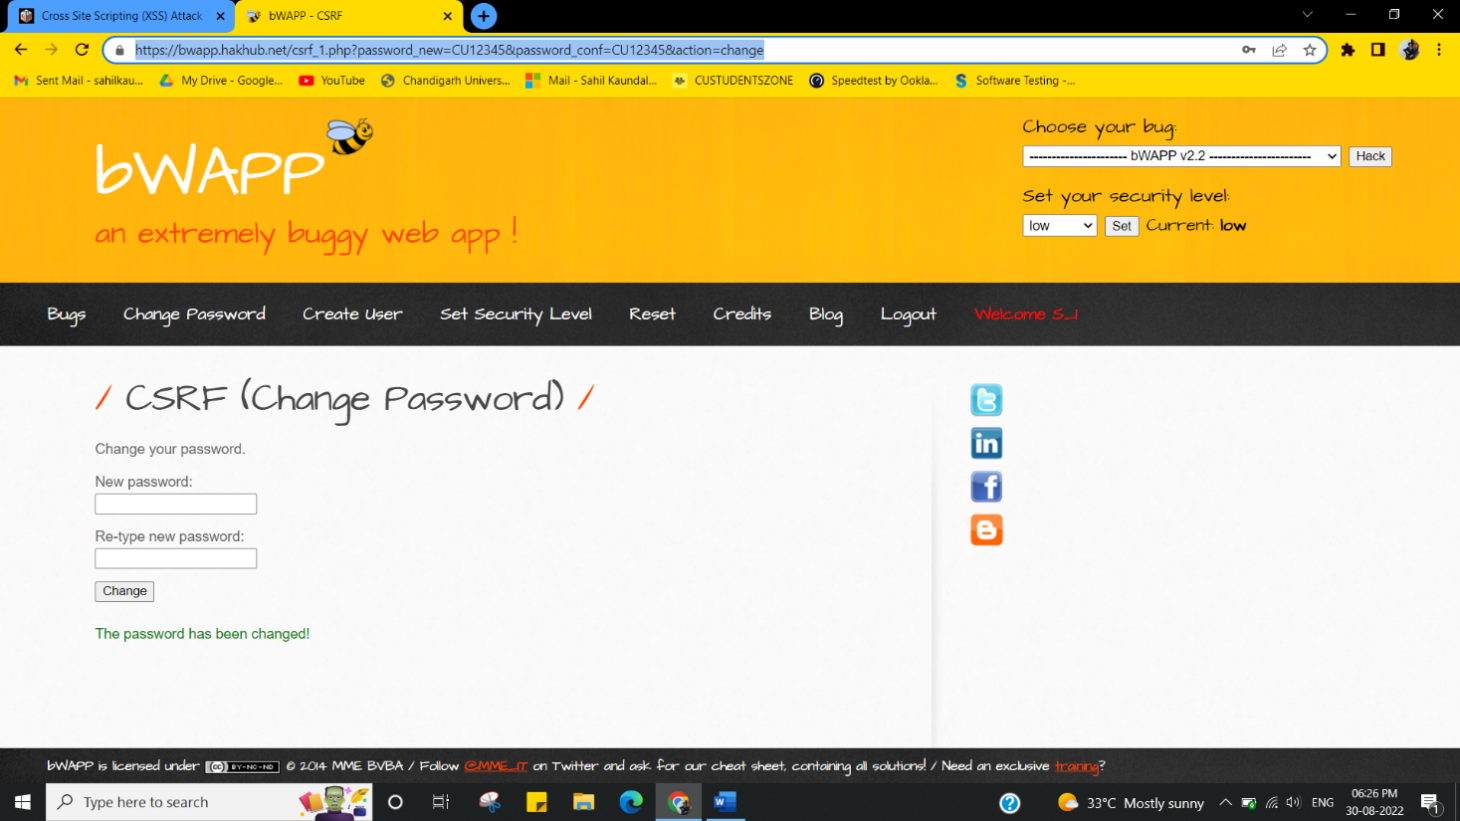 Cross Site Scripting (XSS) Attack
bWAPP - CSRF
https://bwapp.hakhub.net/csrf_1.php?password_new=CU12345&password_conf=CU12345&action=change
Sent Mail - sahilkau...
My Drive - Google...
YouTube
Chandigarh Univers...
Mail - Sahil Kaundal...
CUSTUDENTSZONE
Speedtest by Ookla...
Software Testing -...
bWAPP
an extremely buggy web app !
Choose your bug:
---------------------- bWAPP v2.2 -----------------------
Hack
Set your security level:
low
Set
Current: low
Bugs
Change Password
Create User
Set Security Level
Reset
Credits
Blog
Logout
Welcome S_1
/ CSRF (Change Password) /
Change your password.
New password:
Re-type new password:
Change
The password has been changed!
bWAPP is licensed under (cc) BY-NC-ND © 2014 MME BVBA / Follow @MME_IT on Twitter and ask for our cheat sheet, containing all solutions! / Need an exclusive training?
Type here to search
33°C Mostly sunny
ENG
06:26 PM
30-08-2022
1